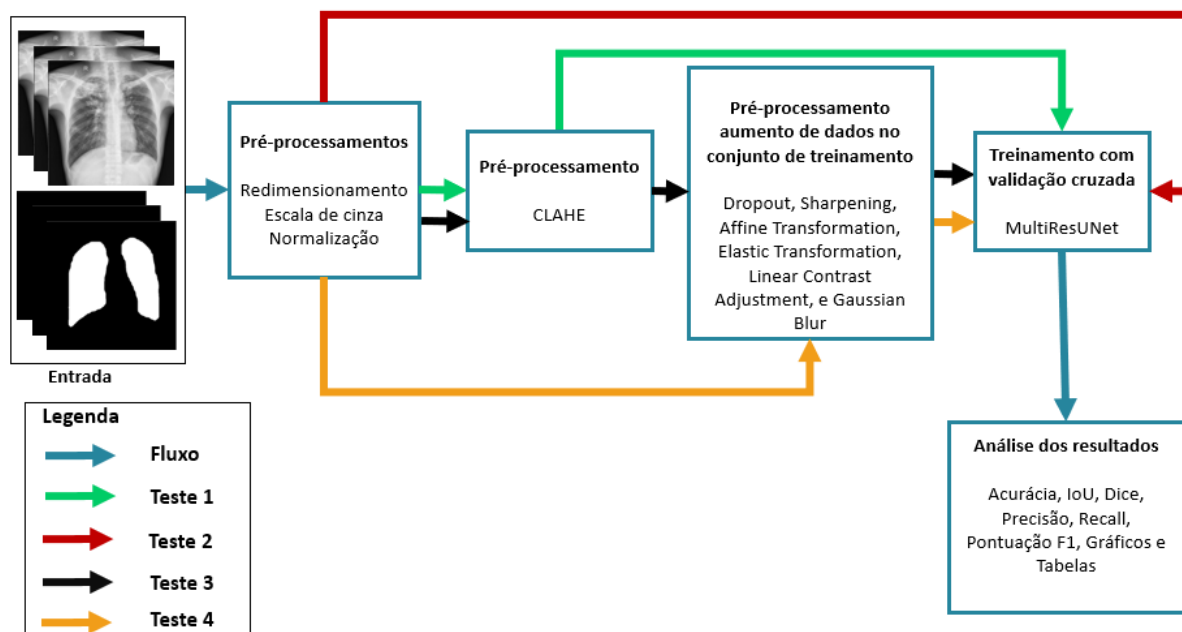 Entrada
Pré-processamentos
Redimensionamento
Escala de cinza
Normalização
Pré-processamento
CLAHE
Pré-processamento
aumento de dados no
conjunto de treinamento
Dropout, Sharpening,
Affine Transformation,
Elastic Transformation,
Linear Contrast
Adjustment, e Gaussian
Blur
Treinamento com
validação cruzada
MultiResUNet
Análise dos resultados
Acurácia, IoU, Dice,
Precisão, Recall,
Pontuação F1, Gráficos e
Tabelas
Legenda
Fluxo
Teste 1
Teste 2
Teste 3
Teste 4